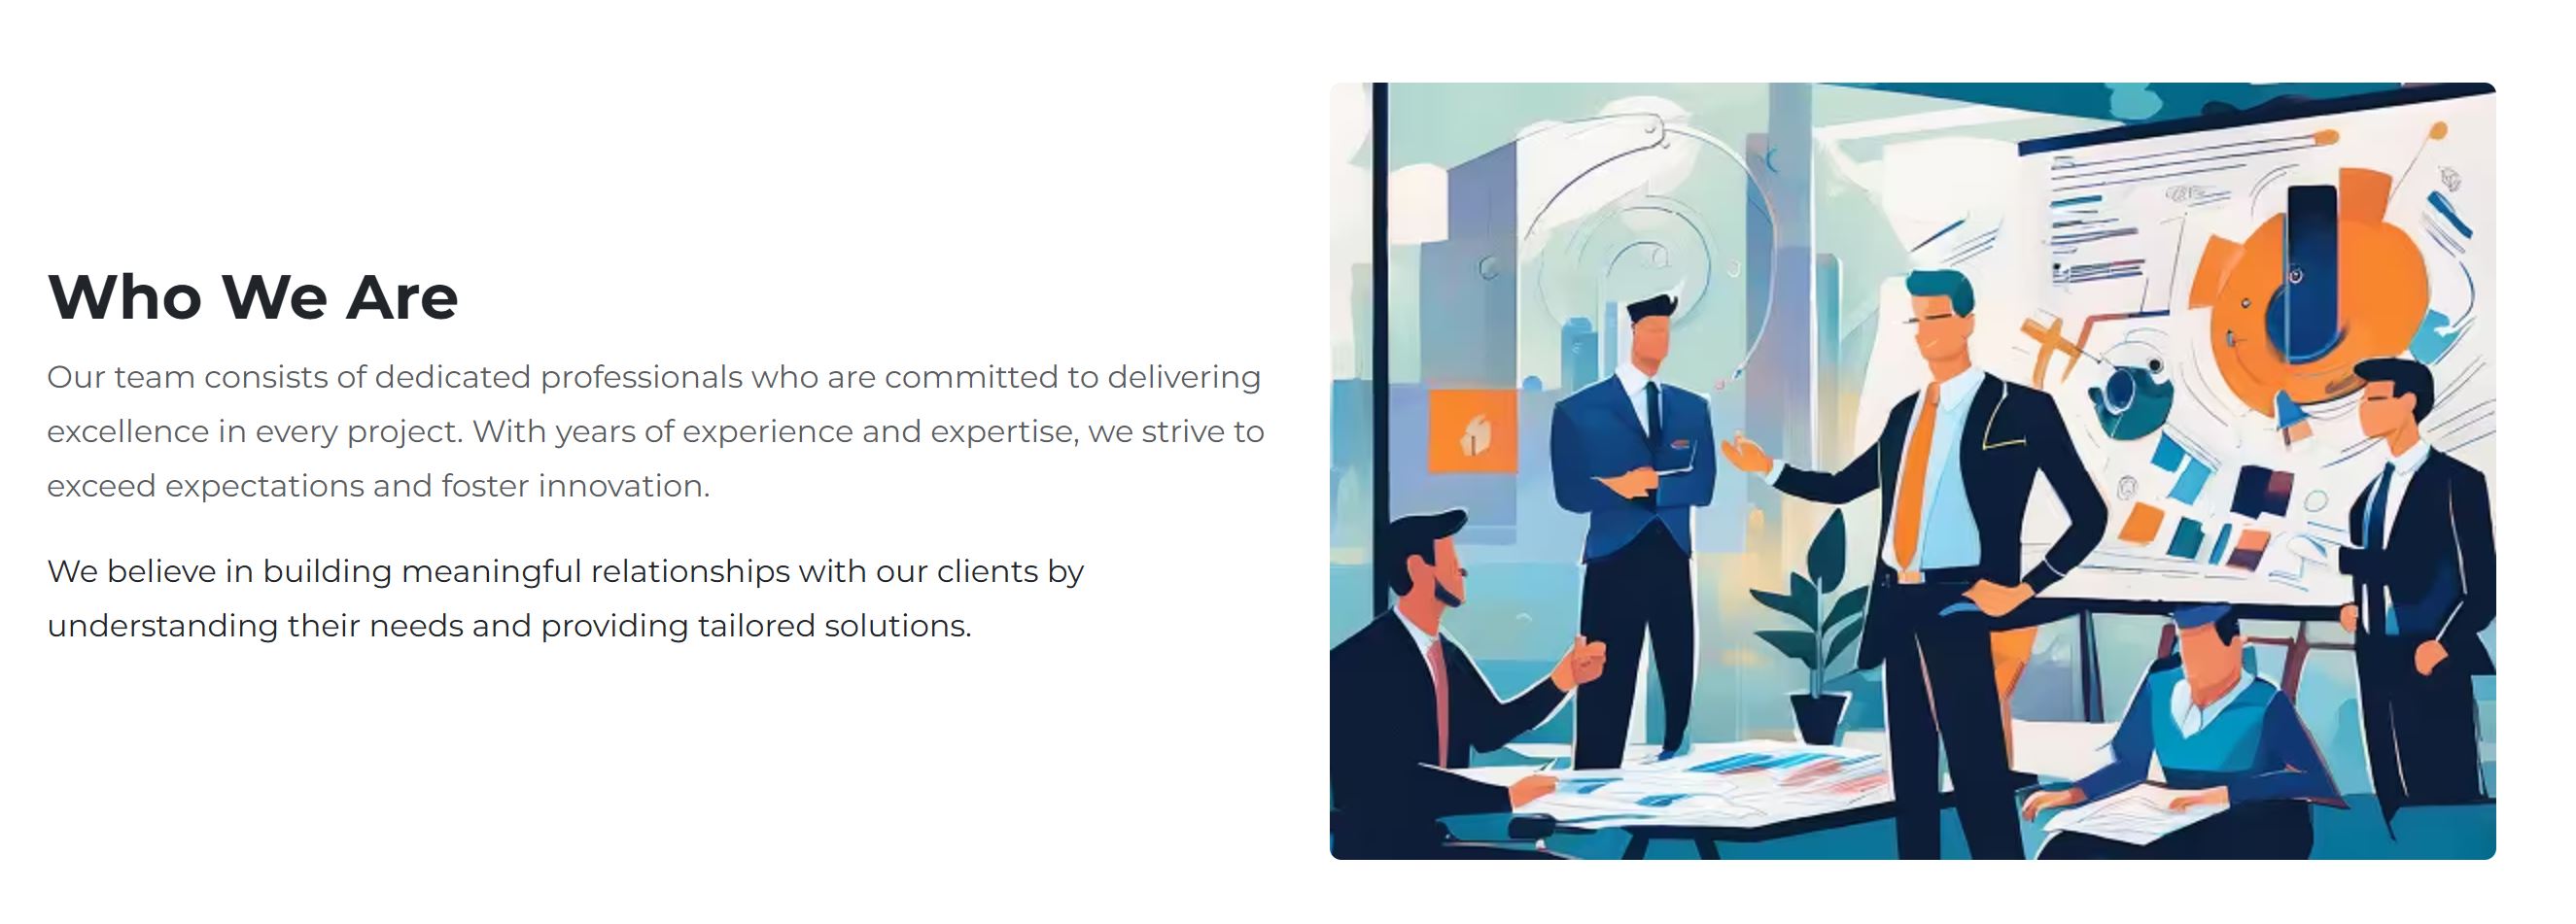 Who We Are
Our team consists of dedicated professionals who are committed to delivering
excellence in every project. With years of experience and expertise, we strive to
exceed expectations and foster innovation.
We believe in building meaningful relationships with our clients by
understanding their needs and providing tailored solutions.